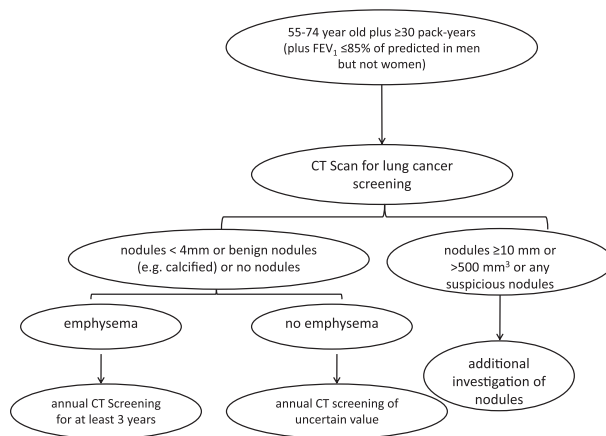 55-74 year old plus ≥30 pack-years
(plus FEV₁ ≤85% of predicted in men
but not women)
CT Scan for lung cancer
screening
nodules < 4mm or benign nodules
(e.g. calcified) or no nodules
nodules ≥10 mm or
>500 mm³ or any
suspicious nodules
emphysema
no emphysema
additional
investigation of
nodules
annual CT Screening
for at least 3 years
annual CT screening of
uncertain value